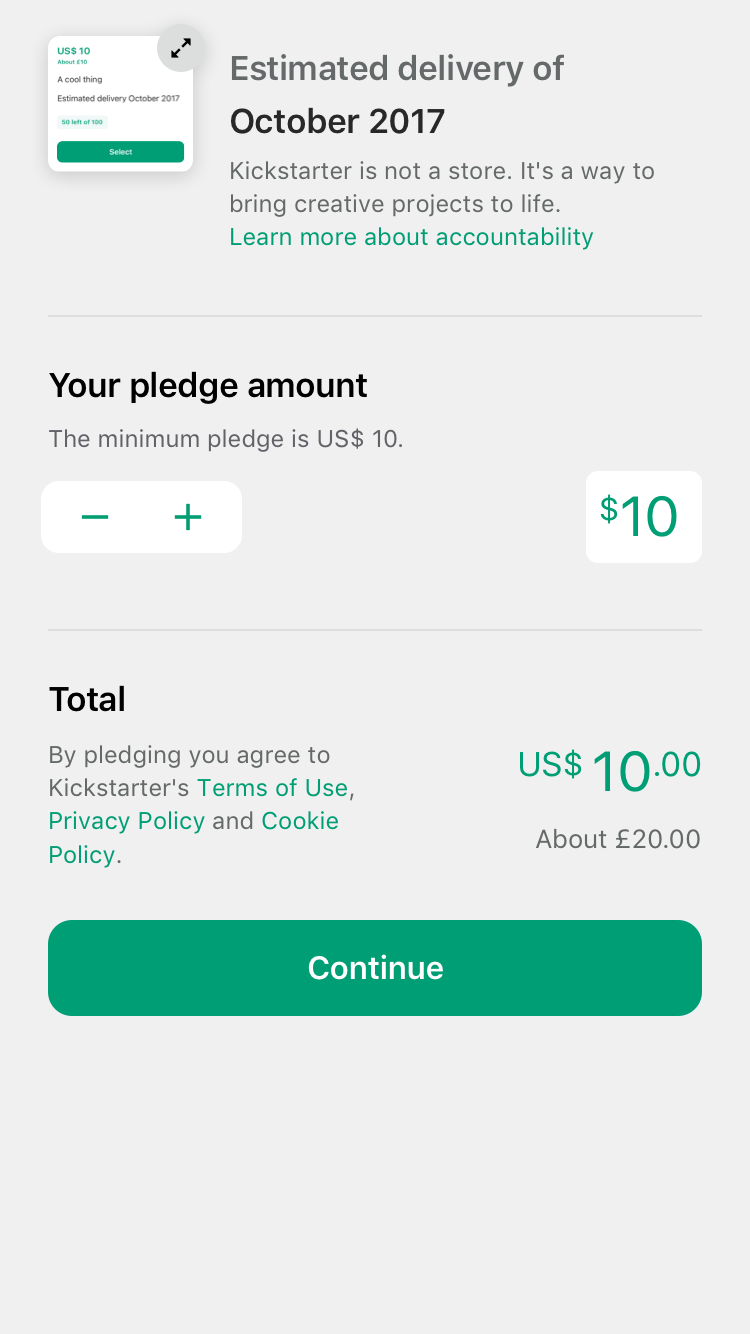 US$ 10
About £10
A cool thing
Estimated delivery October 2017
50 left of 100
Select
Estimated delivery of
October 2017
Kickstarter is not a store. It's a way to
bring creative projects to life.
Learn more about accountability
Your pledge amount
The minimum pledge is US$ 10.
$10
Total
By pledging you agree to
Kickstarter's Terms of Use,
Privacy Policy and Cookie
Policy.
US$ 10.00
About £20.00
Continue